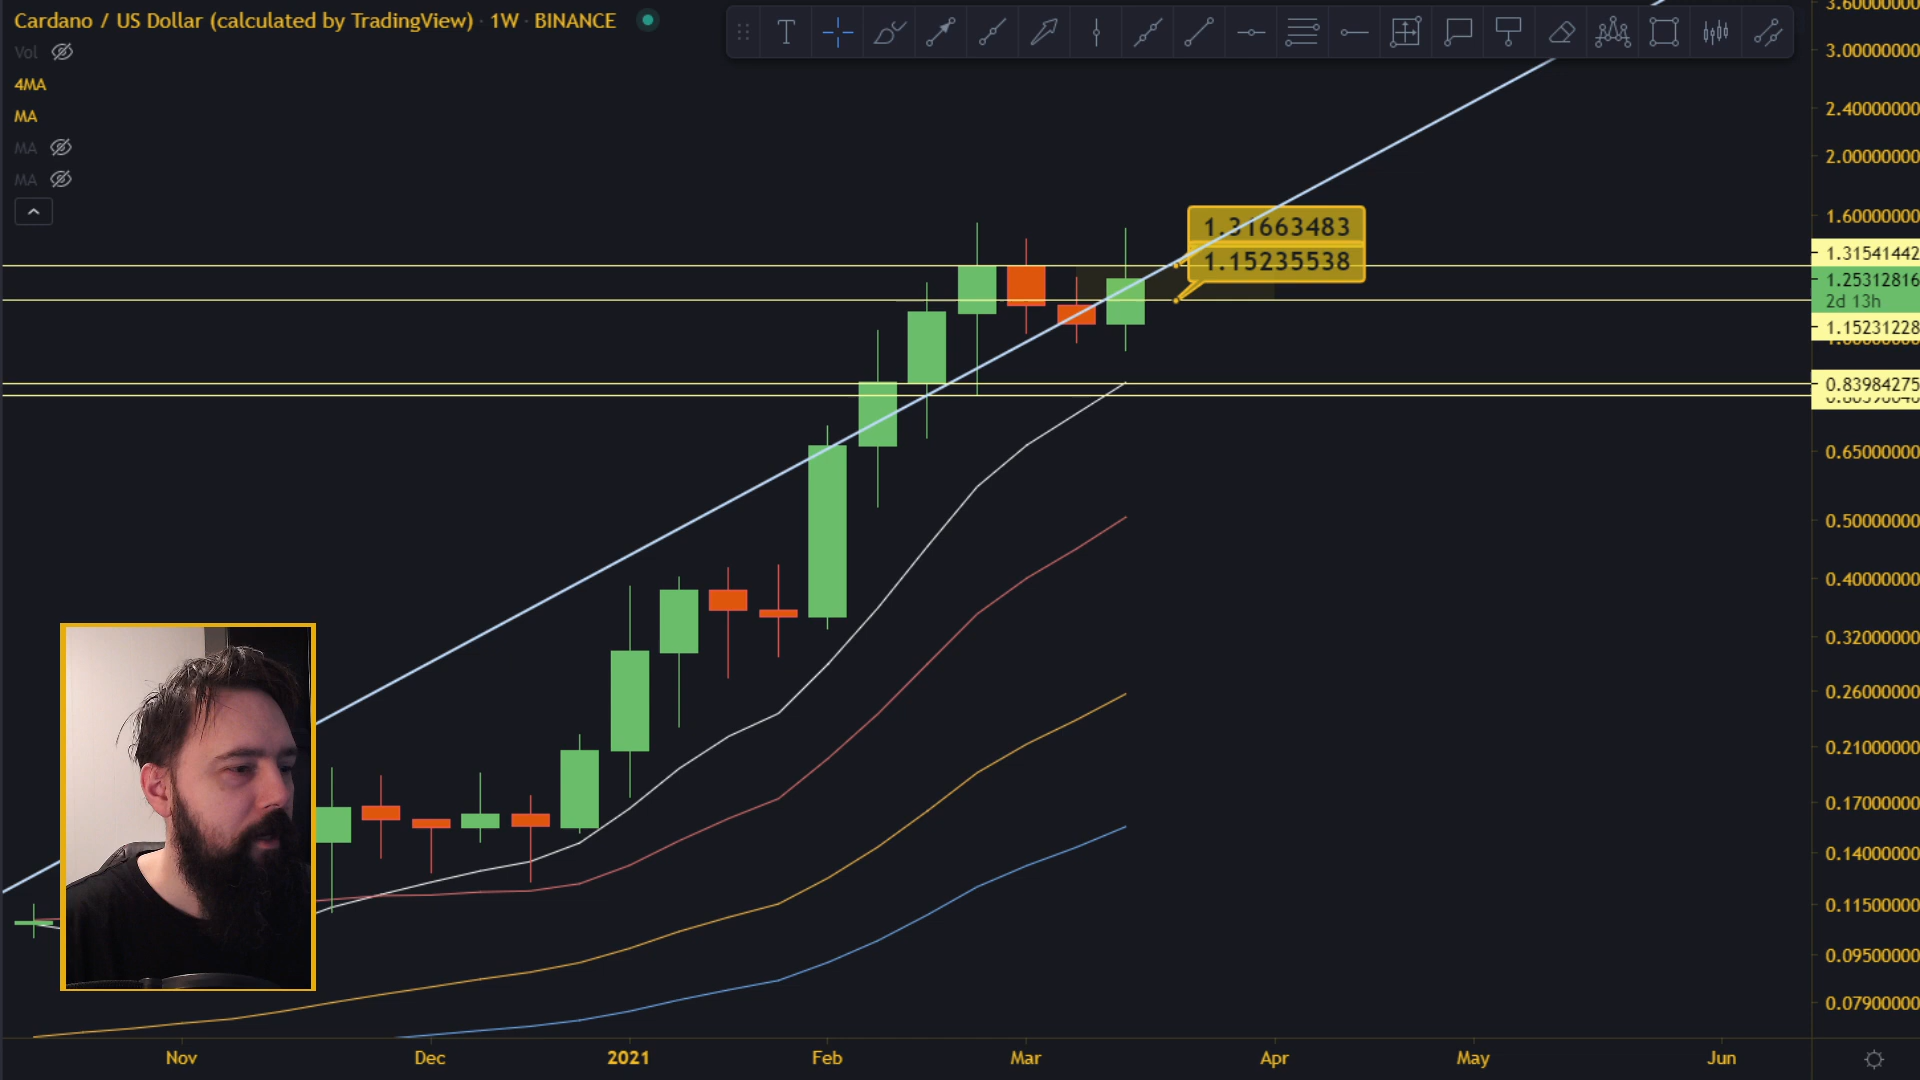 Cardano / US Dollar (calculated by TradingView) · 1W · BINANCE
Vol
4MA
MA
MA
MA
T
1.31663483
1.15235538
3.60000000
3.00000000
2.40000000
2.00000000
1.60000000
1.31541442
1.25312816
2d 13h
1.15231228
0.83984275
0.65000000
0.50000000
0.40000000
0.32000000
0.26000000
0.21000000
0.17000000
0.14000000
0.11500000
0.09500000
0.07900000
Nov Dec 2021 Feb Mar Apr May Jun